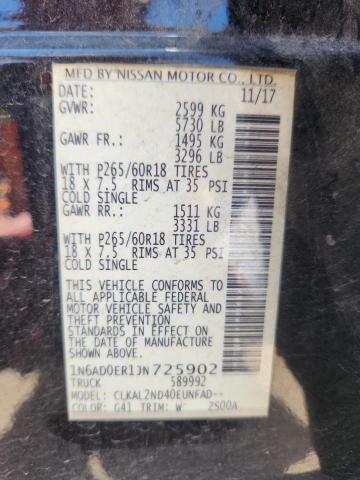 MFD BY NISSAN MOTOR CO., LTD.
DATE: 11/17
GVWR: 2599 KG
5730 LB
GAWR FR.: 1495 KG
3296 LB
WITH P265/60R18 TIRES
18 X 7.5 RIMS AT 35 PSI
COLD SINGLE
GAWR RR.: 1511 KG
3331 LB
WITH P265/60R18 TIRES
18 X 7.5 RIMS AT 35 PSI
COLD SINGLE
THIS VEHICLE CONFORMS TO
ALL APPLICABLE FEDERAL
MOTOR VEHICLE SAFETY
AND THEFT PREVENTION
STANDARDS IN EFFECT ON
THE DATE OF MANUFACTURE
SHOWN ABOVE.
1N6AD0ER1JN725902
TRUCK 589992
MODEL: CLKAL2ND40EUNFAD--
COLOR: G41 TRIM: W 2S00A